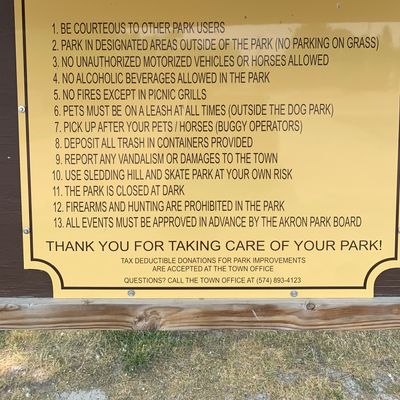 1. BE COURTEOUS TO OTHER PARK USERS
2. PARK IN DESIGNATED AREAS OUTSIDE OF THE PARK (NO PARKING ON GRASS)
3. NO UNAUTHORIZED MOTORIZED VEHICLES OR HORSES ALLOWED
4. NO ALCOHOLIC BEVERAGES ALLOWED IN THE PARK
5. NO FIRES EXCEPT IN PICNIC GRILLS
6. PETS MUST BE ON A LEASH AT ALL TIMES (OUTSIDE THE DOG PARK)
7. PICK UP AFTER YOUR PETS / HORSES (BUGGY OPERATORS)
8. DEPOSIT ALL TRASH IN CONTAINERS PROVIDED
9. REPORT ANY VANDALISM OR DAMAGES TO THE TOWN
10. USE SLEDDING HILL AND SKATE PARK AT YOUR OWN RISK
11. THE PARK IS CLOSED AT DARK
12. FIREARMS AND HUNTING ARE PROHIBITED IN THE PARK
13. ALL EVENTS MUST BE APPROVED IN ADVANCE BY THE AKRON PARK BOARD
THANK YOU FOR TAKING CARE OF YOUR PARK!
TAX DEDUCTIBLE DONATIONS FOR PARK IMPROVEMENTS
ARE ACCEPTED AT THE TOWN OFFICE
QUESTIONS? CALL THE TOWN OFFICE AT (574) 893-4123